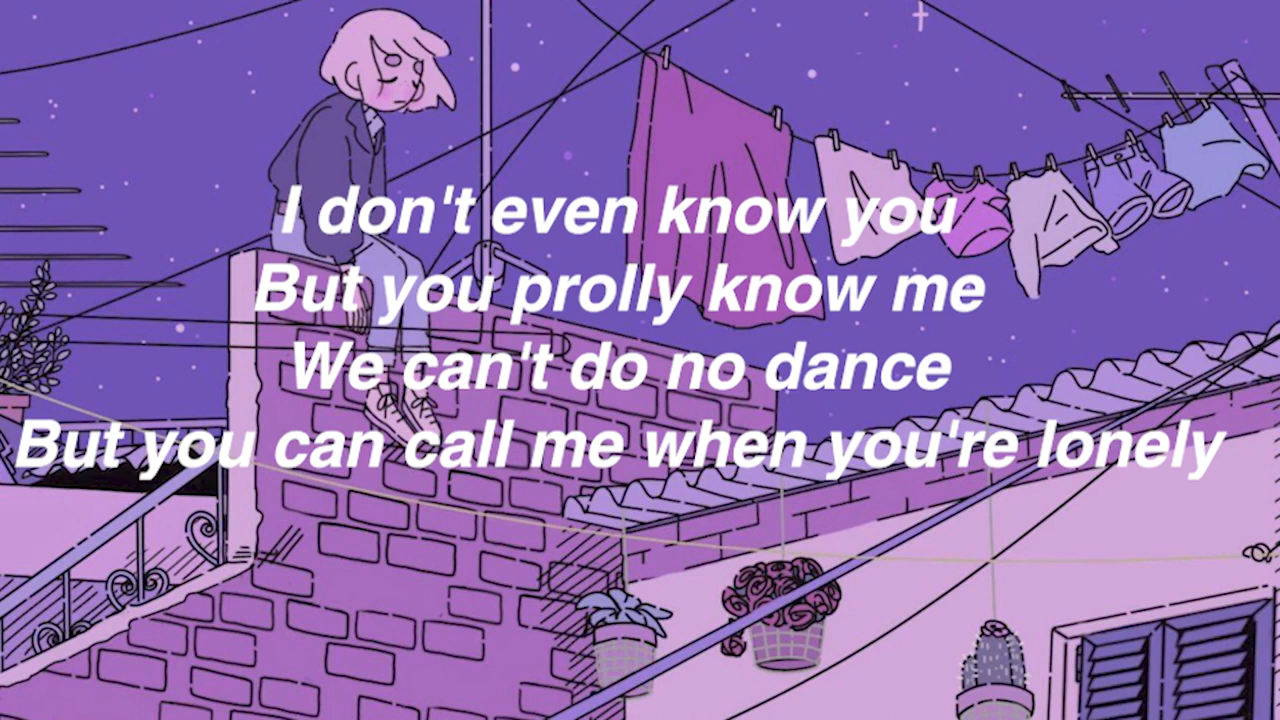 I don't even know you
But you prolly know me
We can't do no dance
But you can call me when you're lonely